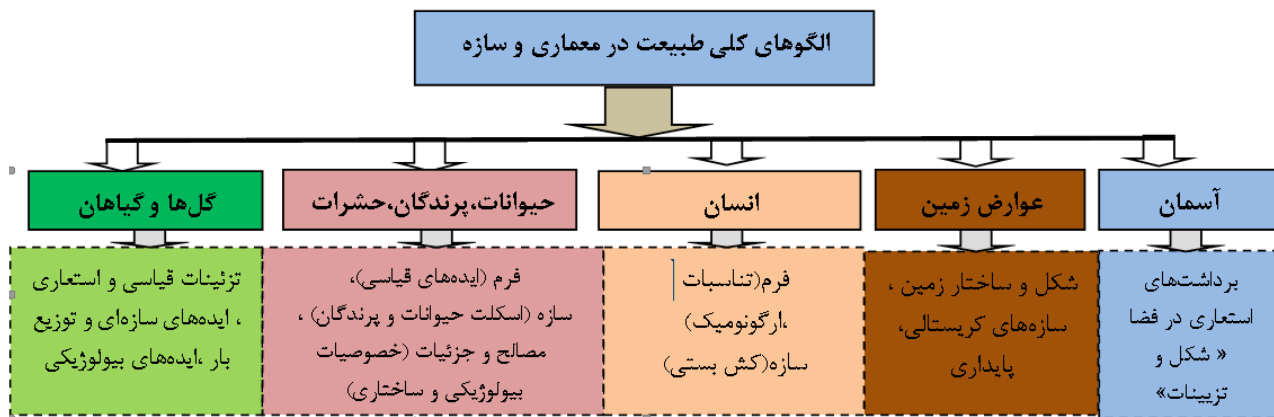 الگوهای کلی طبیعت در معماری و سازه
آسمان
عوارض زمین
انسان
حیوانات،پرندگان،حشرات
گل‌ها و گیاهان
برداشت‌های
استعاری در فضا
« شکل و
تزیینات»
شکل و ساختار زمین ،
سازه‌های کریستالی،
پایداری
فرم(تناسبات
،ارگونومیک)
سازه(کش بستی)
فرم (ایده‌های قیاسی)،
سازه (اسکلت حیوانات و پرندگان) ،
مصالح و جزئیات (خصوصیات
بیولوژیکی و ساختاری)
تزئینات قیاسی و استعاری
، ایده‌های سازه‌ای و توزیع
بار ،ایده‌های بیولوژیکی